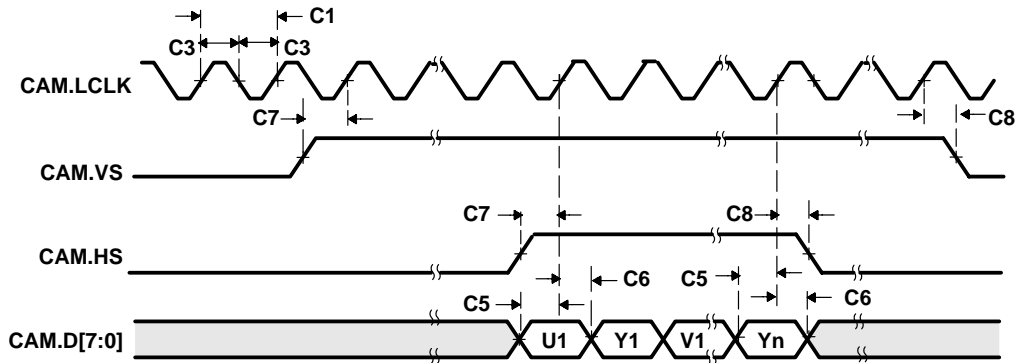 C1
C3 C3
CAM.LCLK
C7 C8
CAM.VS
C7 C8
CAM.HS
C6 C5
C5 C6
CAM.D[7:0] U1 Y1 V1 Yn